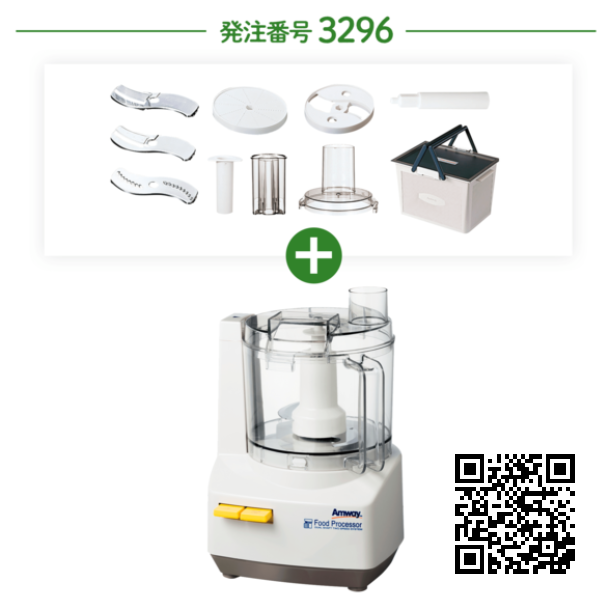 発注番号 3296
Amway
Food Processor